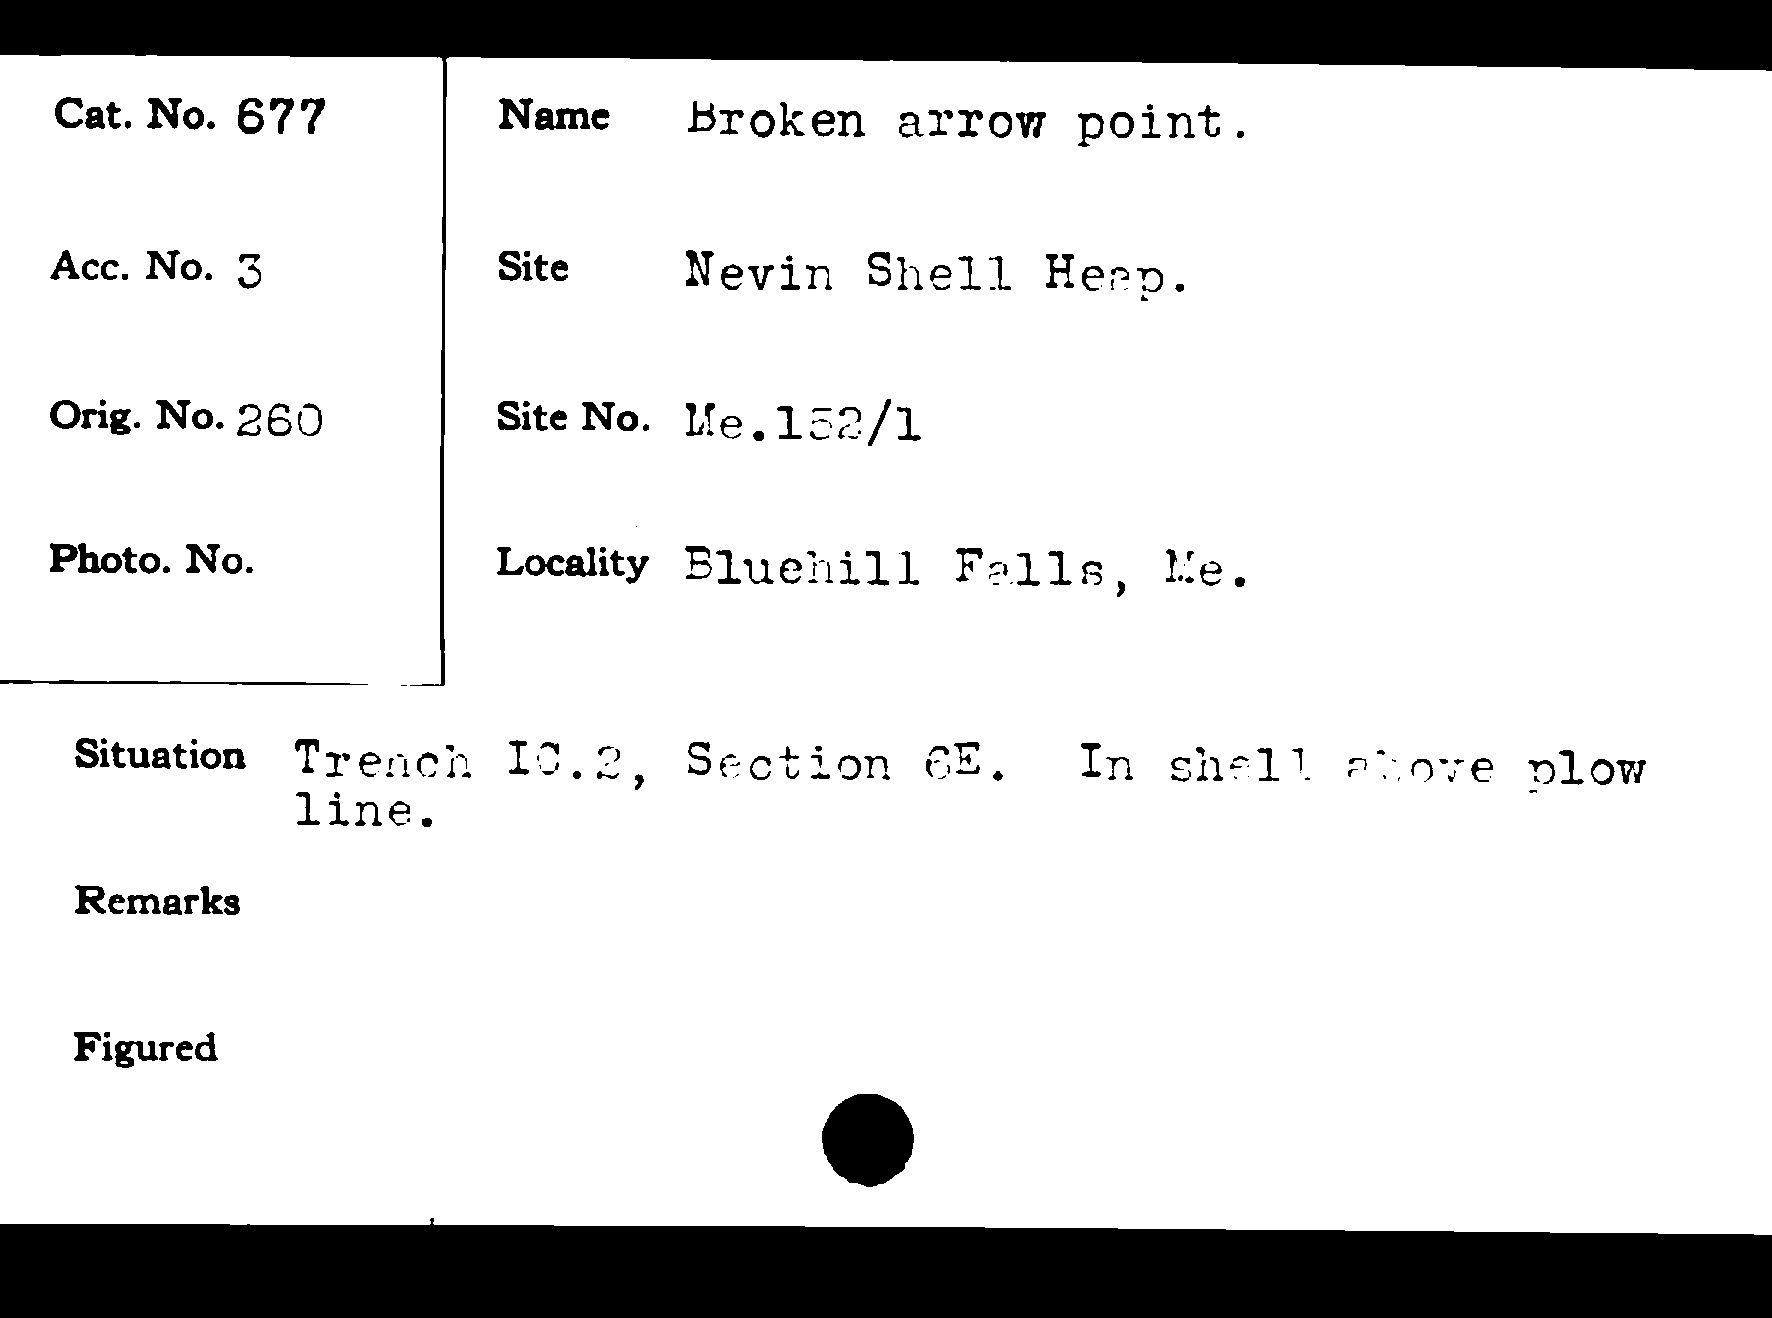 Cat. No. 677
Name Broken arrow point.
Acc. No. 3
Site Nevin Shell Heap.
Orig. No. 260
Site No. Me.152/1
Photo. No.
Locality Bluehill Falls, Me.
Situation Trench IC.2, Section 6E. In shell above plow
line.
Remarks
Figured